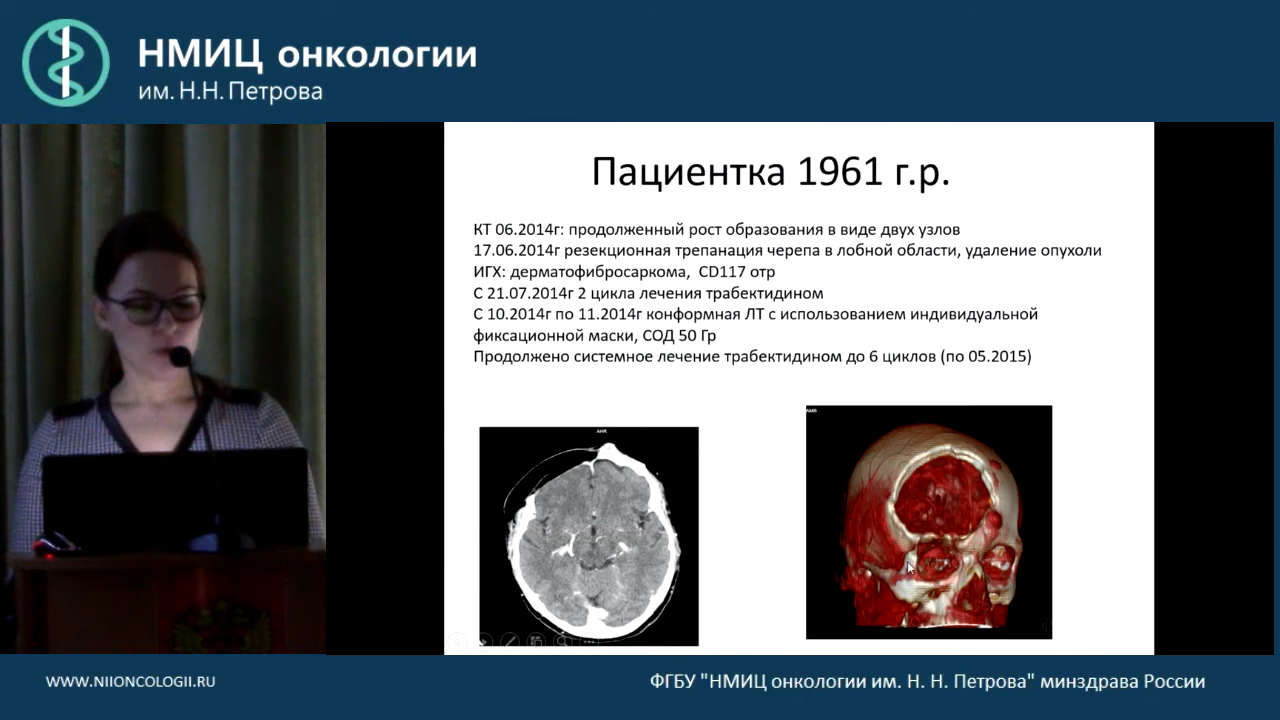 НМИЦ онкологии
им. Н.Н. Петрова
Пациентка 1961 г.р.
КТ 06.2014г: продолженный рост образования в виде двух узлов
17.06.2014г резекционная трепанация черепа в лобной области, удаление опухоли
ИГХ: дерматофибросаркома, CD117 отр
С 21.07.2014г 2 цикла лечения трабектидином
С 10.2014г по 11.2014г конформная ЛТ с использованием индивидуальной
фиксационной маски, СОД 50 Гр
Продолжено системное лечение трабектидином до 6 циклов (по 05.2015)
WWW.NIIONCOLOGII.RU
ФГБУ "НМИЦ онкологии им. Н. Н. Петрова" минздрава России